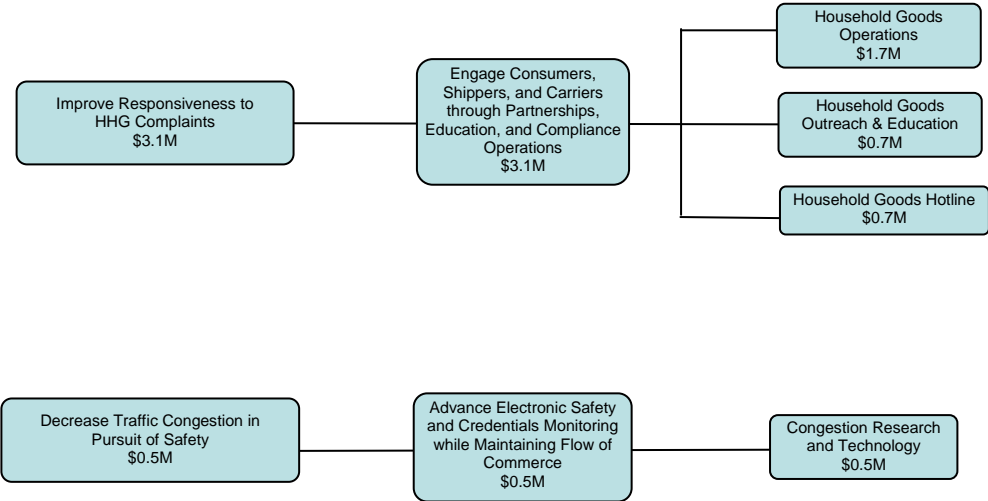 Improve Responsiveness to
HHG Complaints
$3.1M
Engage Consumers,
Shippers, and Carriers
through Partnerships,
Education, and Compliance
Operations
$3.1M
Household Goods
Operations
$1.7M
Household Goods
Outreach & Education
$0.7M
Household Goods Hotline
$0.7M
Decrease Traffic Congestion in
Pursuit of Safety
$0.5M
Advance Electronic Safety
and Credentials Monitoring
while Maintaining Flow of
Commerce
$0.5M
Congestion Research
and Technology
$0.5M